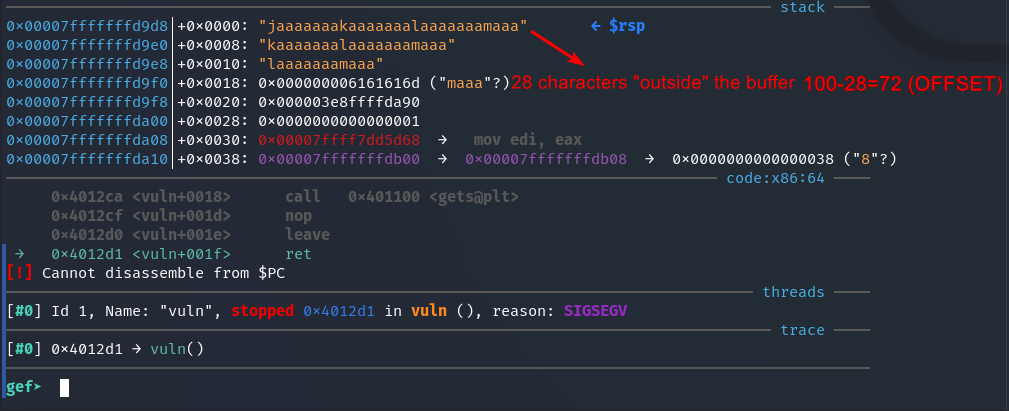 stack
0×00007fffffffd9d8│+0×0000: "jaaaaaaakaaaaaaalaaaaaaamaaa" ← $rsp
0×00007fffffffd9e0│+0×0008: "kaaaaaaalaaaaaaamaaa"
0×00007fffffffd9e8│+0×0010: "laaaaaaamaaa"
0×00007fffffffd9f0│+0×0018: 0×000000006161616d ("maaa"?) 28 characters "outside" the buffer 100-28=72 (OFFSET)
0×00007fffffffd9f8│+0×0020: 0×000003e8ffffda90
0×00007fffffffda00│+0×0028: 0×0000000000000001
0×00007fffffffda08│+0×0030: 0×00007ffff7dd5d68 → mov edi, eax
0×00007fffffffda10│+0×0038: 0×00007fffffffdb00 → 0×00007fffffffdb08 → 0×0000000000000038 ("8"?)
code:x86:64
0×4012ca <vuln+0018> call 0×401100 <gets@plt>
0×4012cf <vuln+001d> nop
0×4012d0 <vuln+001e> leave
→ 0×4012d1 <vuln+001f> ret
[!] Cannot disassemble from $PC
threads
[#0] Id 1, Name: "vuln", stopped 0×4012d1 in vuln (), reason: SIGSEGV
trace
[#0] 0×4012d1 → vuln()
gef➤